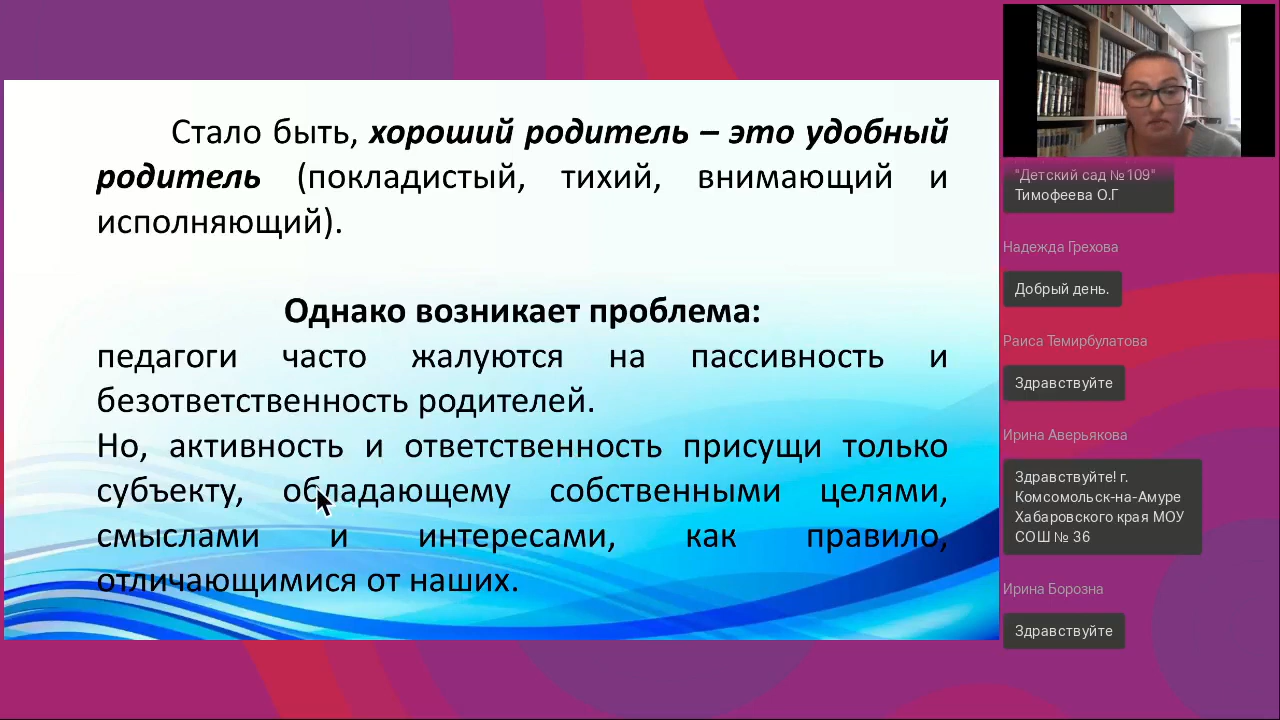 Стало быть, хороший родитель – это удобный
родитель (покладистый, тихий, внимающий и
исполняющий).
Однако возникает проблема:
педагоги часто жалуются на пассивность и
безответственность родителей.
Но, активность и ответственность присущи только
субъекту, обладающему собственными целями,
смыслами и интересами, как правило,
отличающимися от наших.
"Детский сад №109"
Тимофеева О.Г
Надежда Грехова
Добрый день.
Раиса Темирбулатова
Здравствуйте
Ирина Аверьякова
Здравствуйте! г.
Комсомольск-на-Амуре
Хабаровского края МОУ
СОШ № 36
Ирина Борозна
Здравствуйте